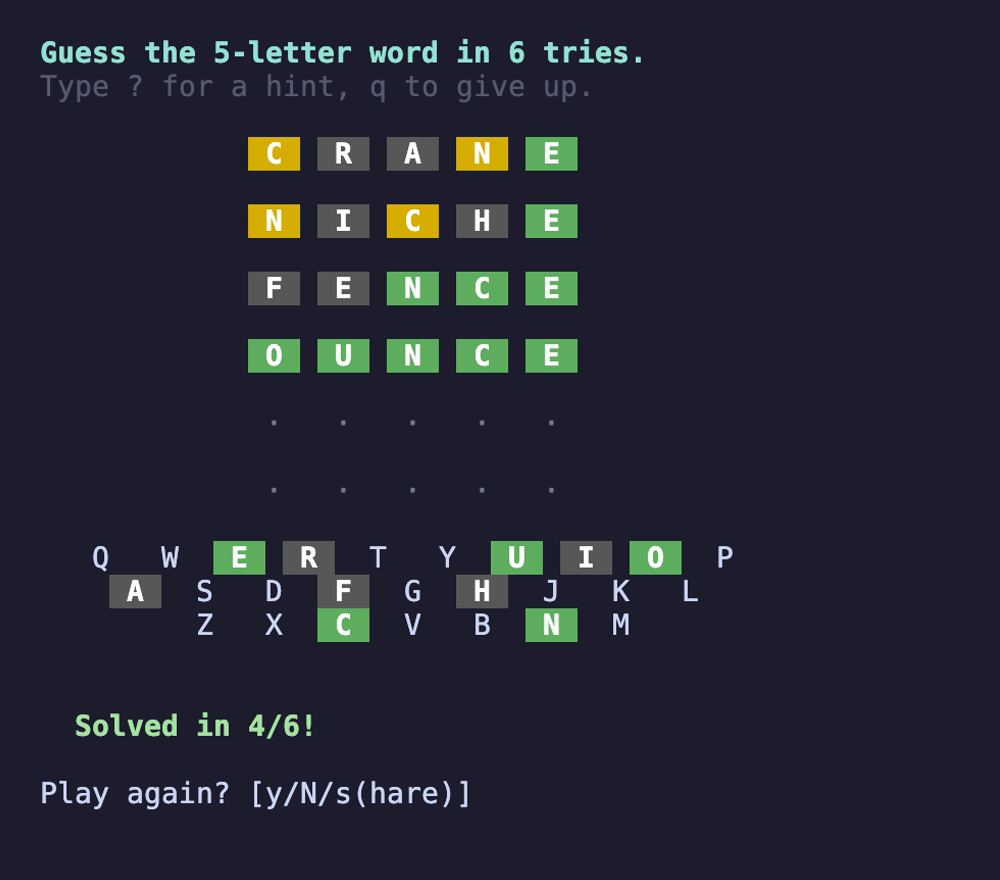 Guess the 5-letter word in 6 tries.
Type ? for a hint, q to give up.
C R A N E
N I C H E
F E N C E
O U N C E
. . . . .
. . . . .
Q W E R T Y U I O P
A S D F G H J K L
Z X C V B N M
Solved in 4/6!
Play again? [y/N/s(hare)]